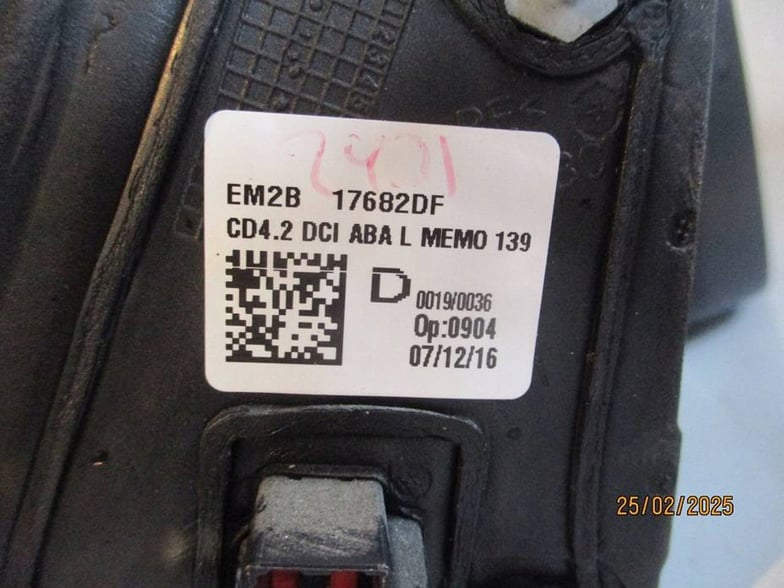 2401
EM2B 17682DF
CD4.2 DCI ABA L MEMO 139
D 0019/0036
Op:0904
07/12/16
25/02/2025